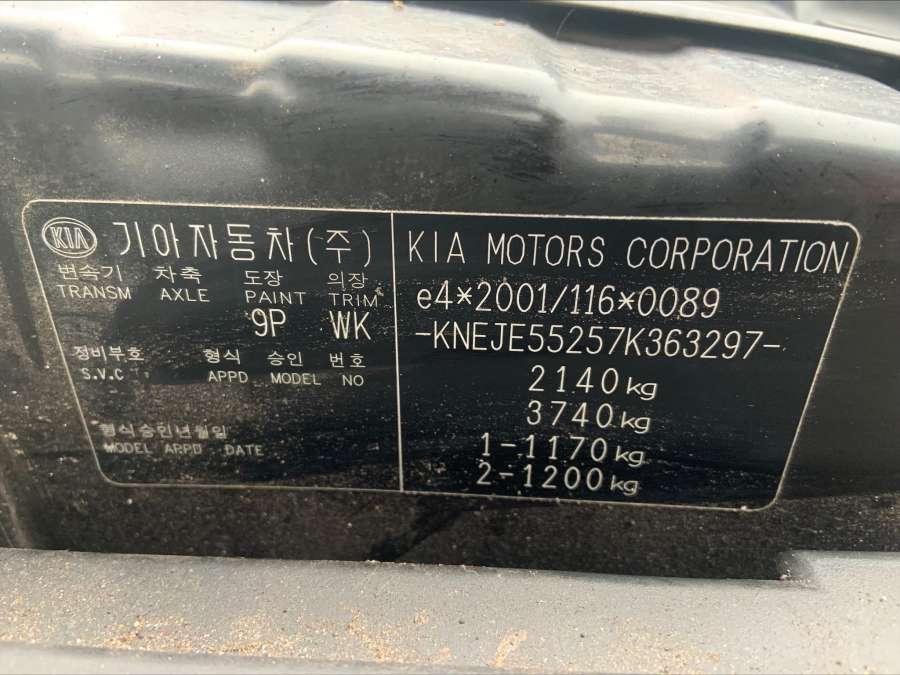 KIA 기아자동차(주)
변속기 차축 도장 의장
TRANSM AXLE PAINT TRIM
9P WK
정비부호 형식 승인 번호
S.V.C APPD MODEL NO
형식승인년월일
MODEL APPD DATE
KIA MOTORS CORPORATION
e4*2001/116*0089
-KNEJE55257K363297-
2140kg
3740kg
1-1170kg
2-1200kg